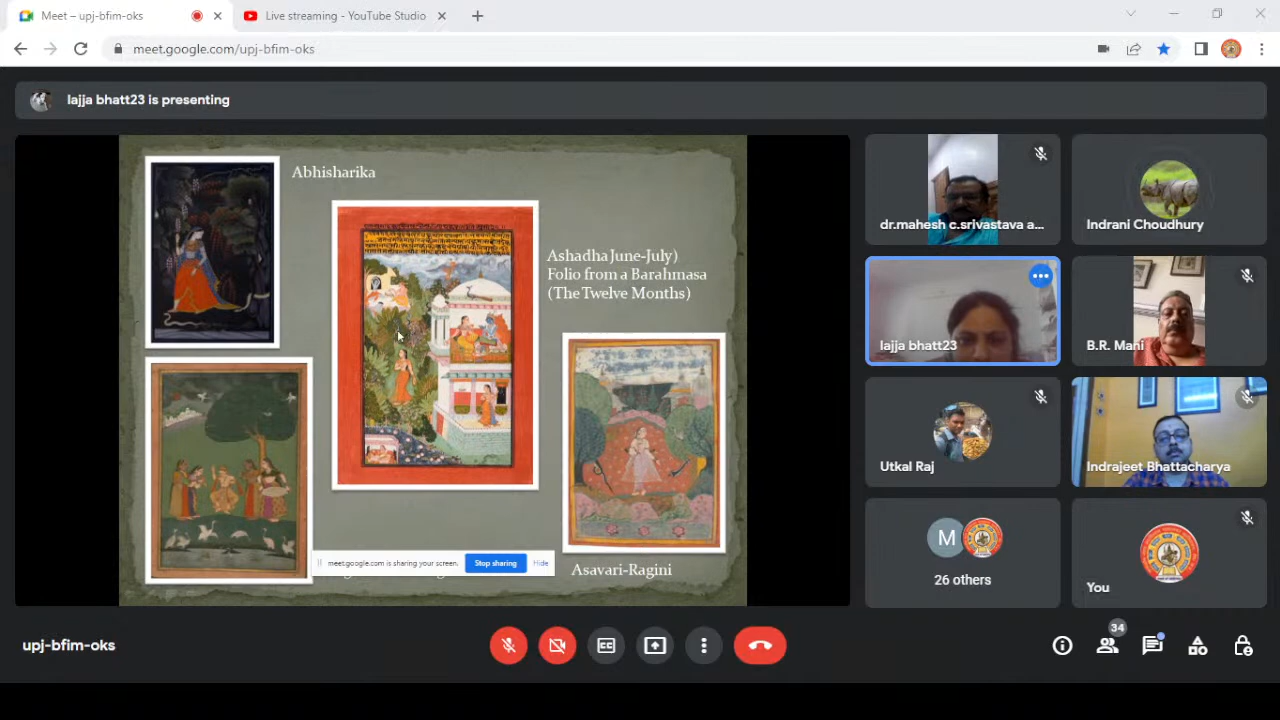 Meet – upj-bfim-oks
Live streaming - YouTube Studio
meet.google.com/upj-bfim-oks
lajja bhatt23 is presenting
Abhisharika
Ashadha June-July)
Folio from a Barahmasa
(The Twelve Months)
Asavari-Ragini
meet.google.com is sharing your screen.
Stop sharing
Hide
dr.mahesh c.srivastava a...
Indrani Choudhury
lajja bhatt23
B.R. Mani
Utkal Raj
Indrajeet Bhattacharya
M
26 others
You
upj-bfim-oks
CC
34